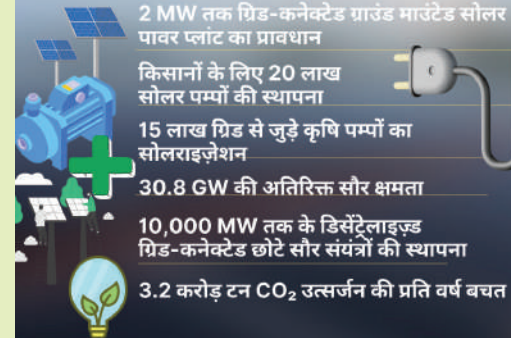 2 MW तक ग्रिड-कनेक्टेड ग्राउंड माउंटेड सोलर
पावर प्लांट का प्रावधान
किसानों के लिए 20 लाख
सोलर पम्पों की स्थापना
15 लाख ग्रिड से जुड़े कृषि पम्पों का
सोलराइज़ेशन
30.8 GW की अतिरिक्त सौर क्षमता
10,000 MW तक के डिसेंट्रेलाइज़्ड
ग्रिड-कनेक्टेड छोटे सौर संयंत्रों की स्थापना
3.2 करोड़ टन CO₂ उत्सर्जन की प्रति वर्ष बचत